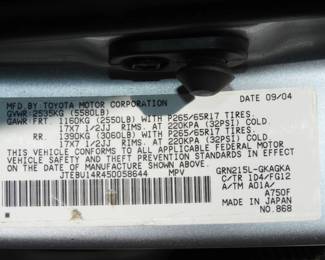 MFD.BY:TOYOTA MOTOR CORPORATION
DATE 09/04
GVWR:2535KG (5580LB)
GAWR:FRT. 1160KG (2550LB) WITH P265/65R17 TIRES.
17X7 1/2JJ RIMS. AT 220KPA (32PSI) COLD.
RR. 1390KG (3060LB) WITH P265/65R17 TIRES.
17X7 1/2JJ RIMS. AT 220KPA (32PSI) COLD.
THIS VEHICLE CONFORMS TO ALL APPLICABLE FEDERAL MOTOR
VEHICLE SAFETY AND THEFT PREVENTION STANDARDS IN EFFECT
ON THE DATE OF MANUFACTURE SHOWN ABOVE.
JTEBU14R450058644 MPV
GRN215L-GKAGKA
C/TR 1D4/FG12
A/TM A01A/
A750F
MADE IN JAPAN
NO.868